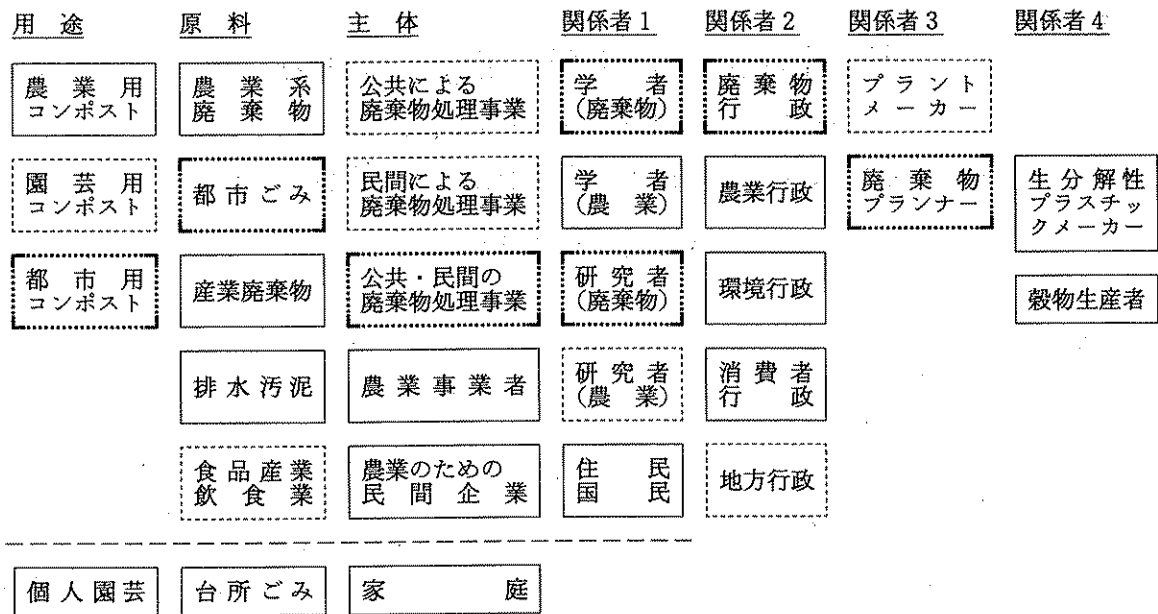 用途 原料 主体 関係者1 関係者2 関係者3 関係者4
農業用
コンポスト
農業系
廃棄物
公共による
廃棄物処理事業
学者
(廃棄物)
廃棄物
行政
プラント
メーカー
園芸用
コンポスト
都市ごみ
民間による
廃棄物処理事業
学者
(農業)
農業行政
廃棄物
プランナー
生分解性
プラスチッ
クメーカー
都市用
コンポスト
産業廃棄物
公共・民間の
廃棄物処理事業
研究者
(廃棄物)
環境行政
穀物生産者
排水汚泥
農業事業者
研究者
(農業)
消費者
行政
食品産業
飲食業
農業のための
民間企業
住民
国民
地方行政
個人園芸
台所ごみ
家庭